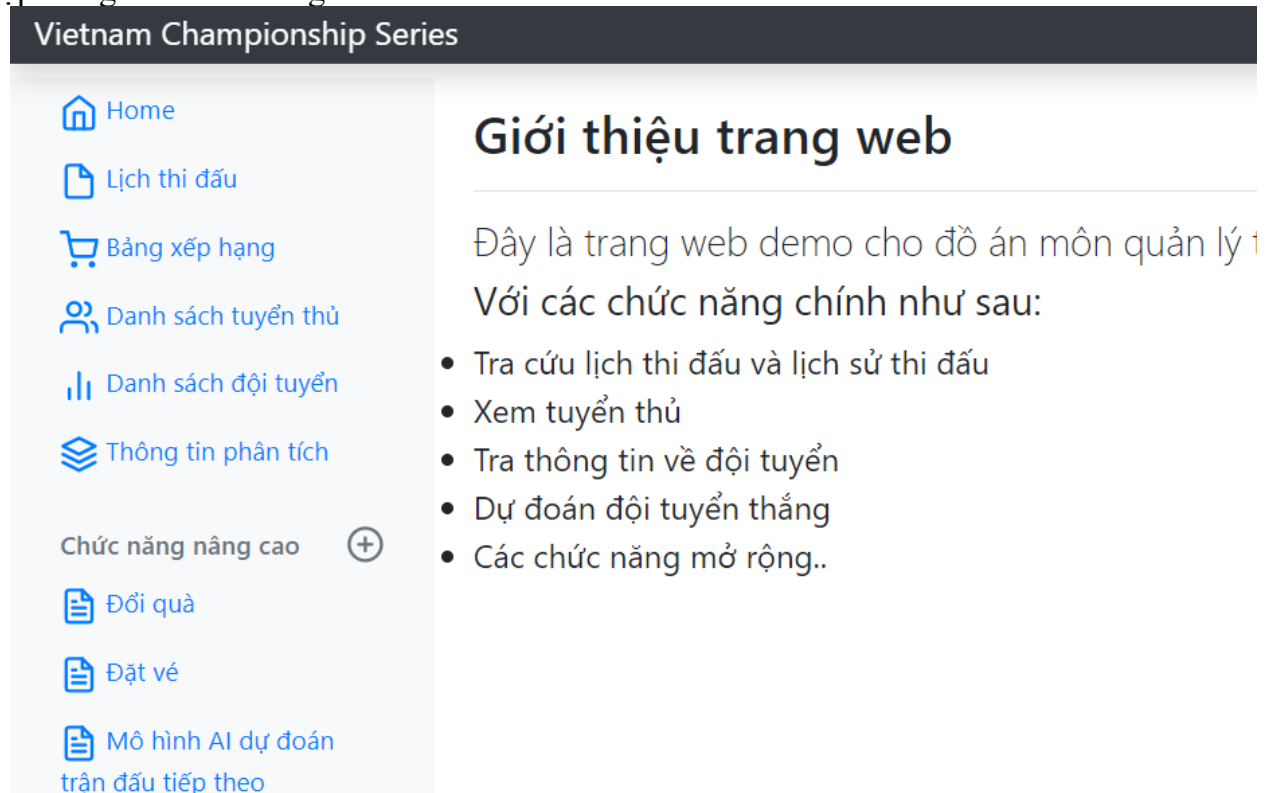 Vietnam Championship Series
Home
Lịch thi đấu
Bảng xếp hạng
Danh sách tuyển thủ
Danh sách đội tuyển
Thông tin phân tích
Chức năng nâng cao
Đổi quà
Đặt vé
Mô hình AI dự đoán
trận đấu tiếp theo
Giới thiệu trang web
Đây là trang web demo cho đồ án môn quản lý
Với các chức năng chính như sau:
Tra cứu lịch thi đấu và lịch sử thi đấu
Xem tuyển thủ
Tra thông tin về đội tuyển
Dự đoán đội tuyển thắng
Các chức năng mở rộng..